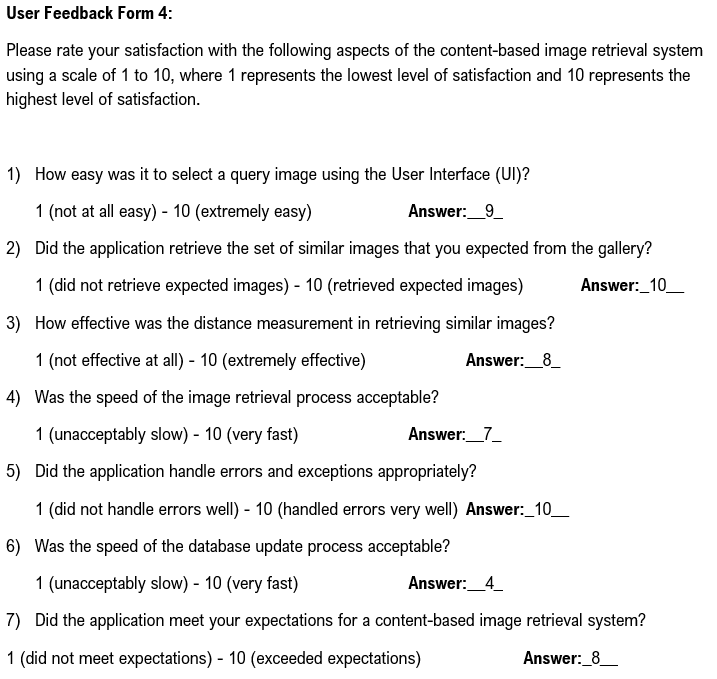 User Feedback Form 4:
Please rate your satisfaction with the following aspects of the content-based image retrieval system
using a scale of 1 to 10, where 1 represents the lowest level of satisfaction and 10 represents the
highest level of satisfaction.
1) How easy was it to select a query image using the User Interface (UI)?
1 (not at all easy) - 10 (extremely easy) Answer:__9_
2) Did the application retrieve the set of similar images that you expected from the gallery?
1 (did not retrieve expected images) - 10 (retrieved expected images) Answer:_10__
3) How effective was the distance measurement in retrieving similar images?
1 (not effective at all) - 10 (extremely effective) Answer:__8_
4) Was the speed of the image retrieval process acceptable?
1 (unacceptably slow) - 10 (very fast) Answer:__7_
5) Did the application handle errors and exceptions appropriately?
1 (did not handle errors well) - 10 (handled errors very well) Answer:_10__
6) Was the speed of the database update process acceptable?
1 (unacceptably slow) - 10 (very fast) Answer:__4_
7) Did the application meet your expectations for a content-based image retrieval system?
1 (did not meet expectations) - 10 (exceeded expectations) Answer:_8__